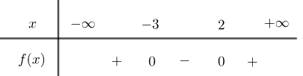 x −∞ −3 2 +∞
f(x) + 0 − 0 +